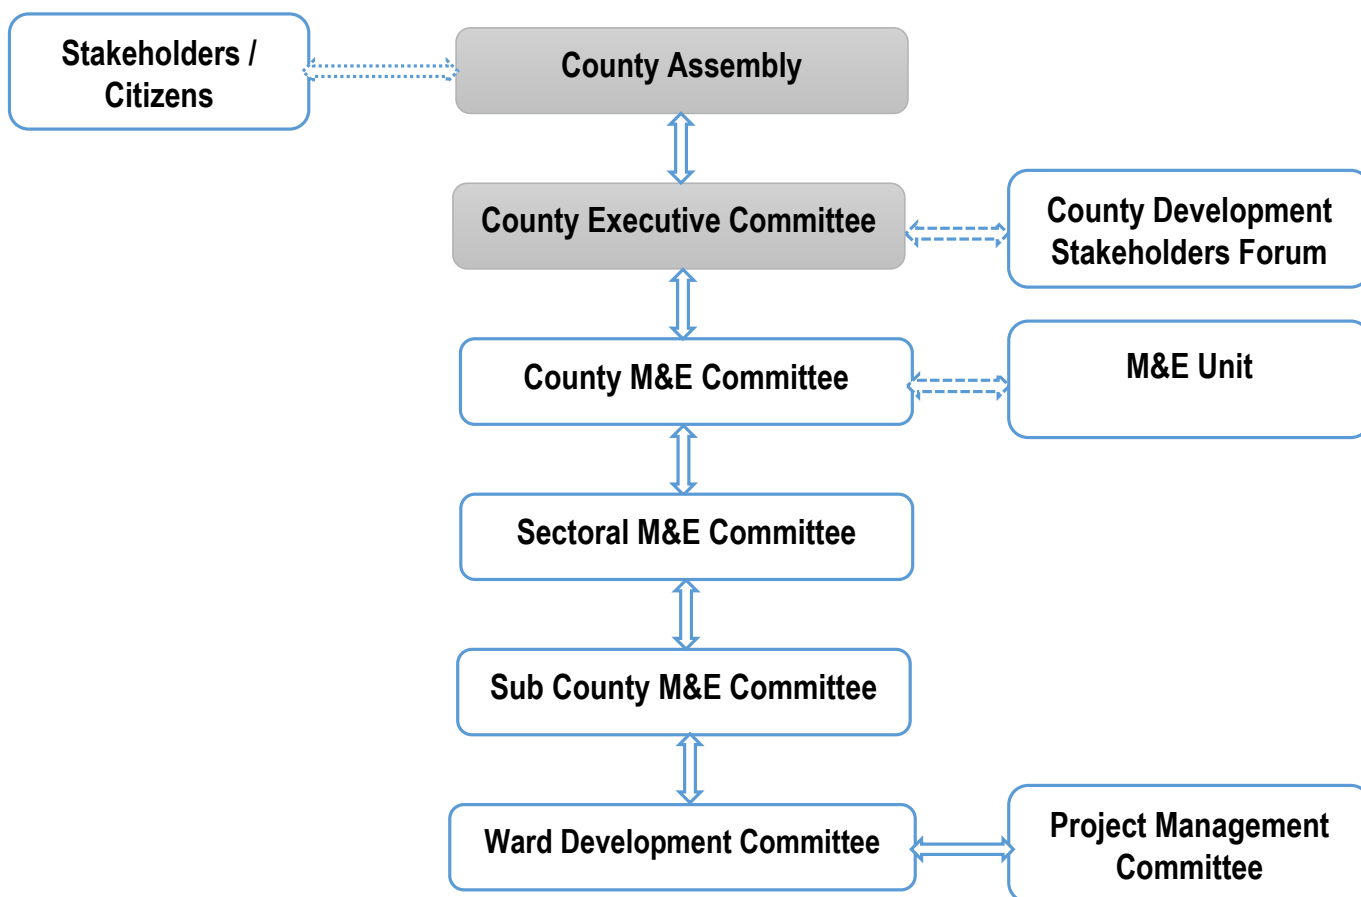 Stakeholders /
Citizens
County Assembly
County Executive Committee
County Development
Stakeholders Forum
County M&E Committee
M&E Unit
Sectoral M&E Committee
Sub County M&E Committee
Ward Development Committee
Project Management
Committee